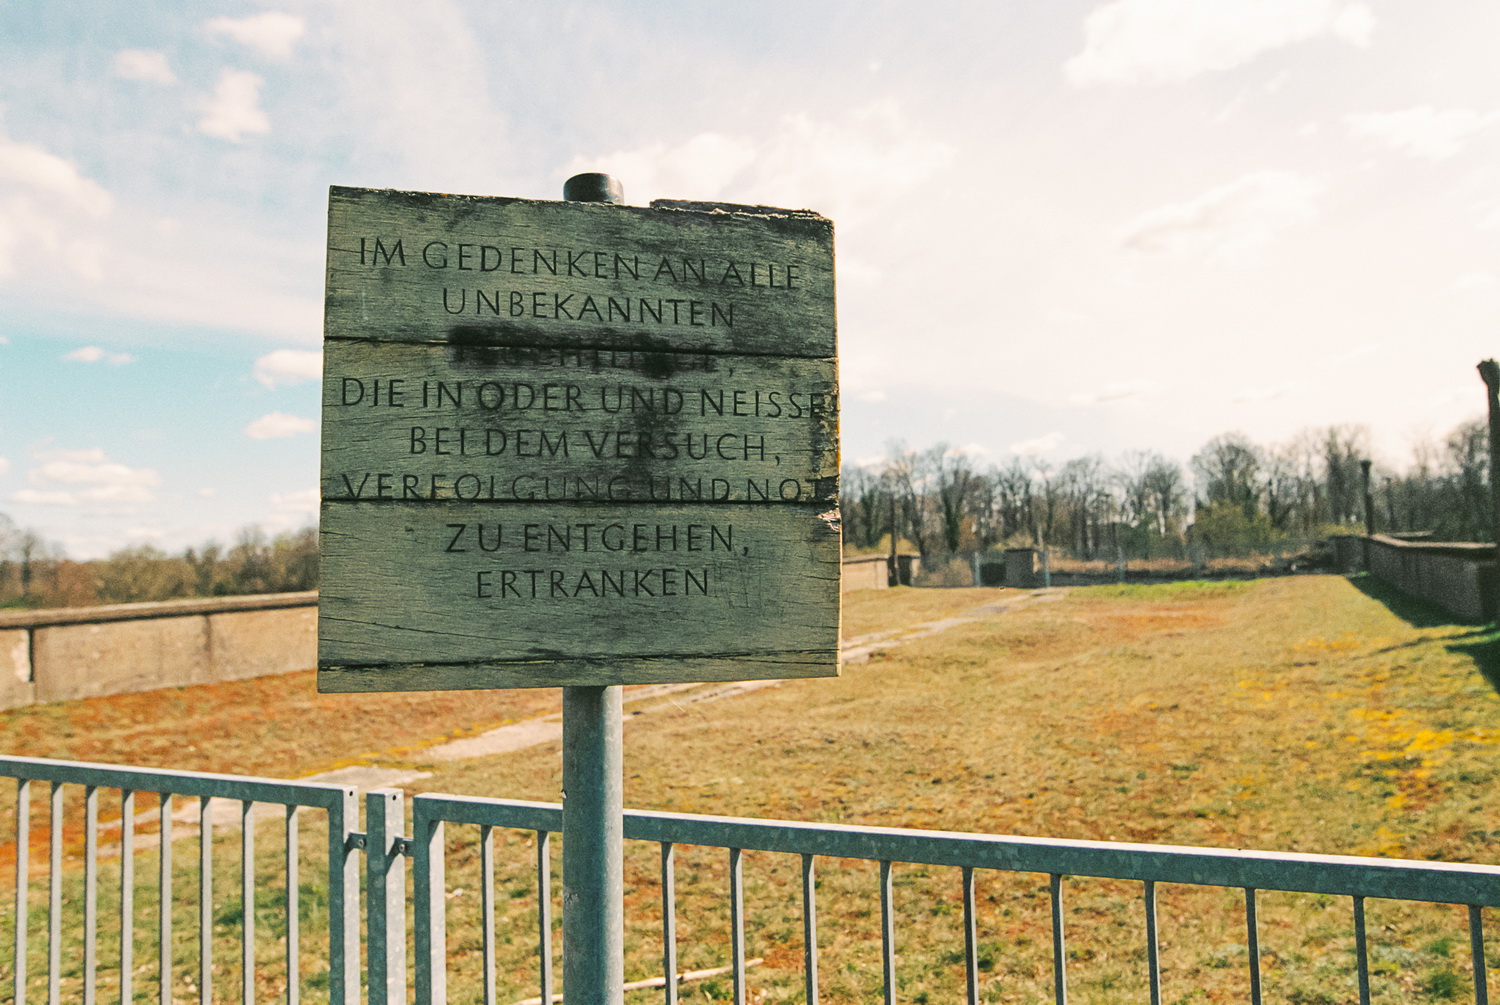 IM GEDENKEN AN ALLE
UNBEKANNTEN
FLÜCHTLINGE,
DIE IN ODER UND NEISSE
BEI DEM VERSUCH,
VERFOLGUNG UND NOT
ZU ENTGEHEN,
ERTRANKEN